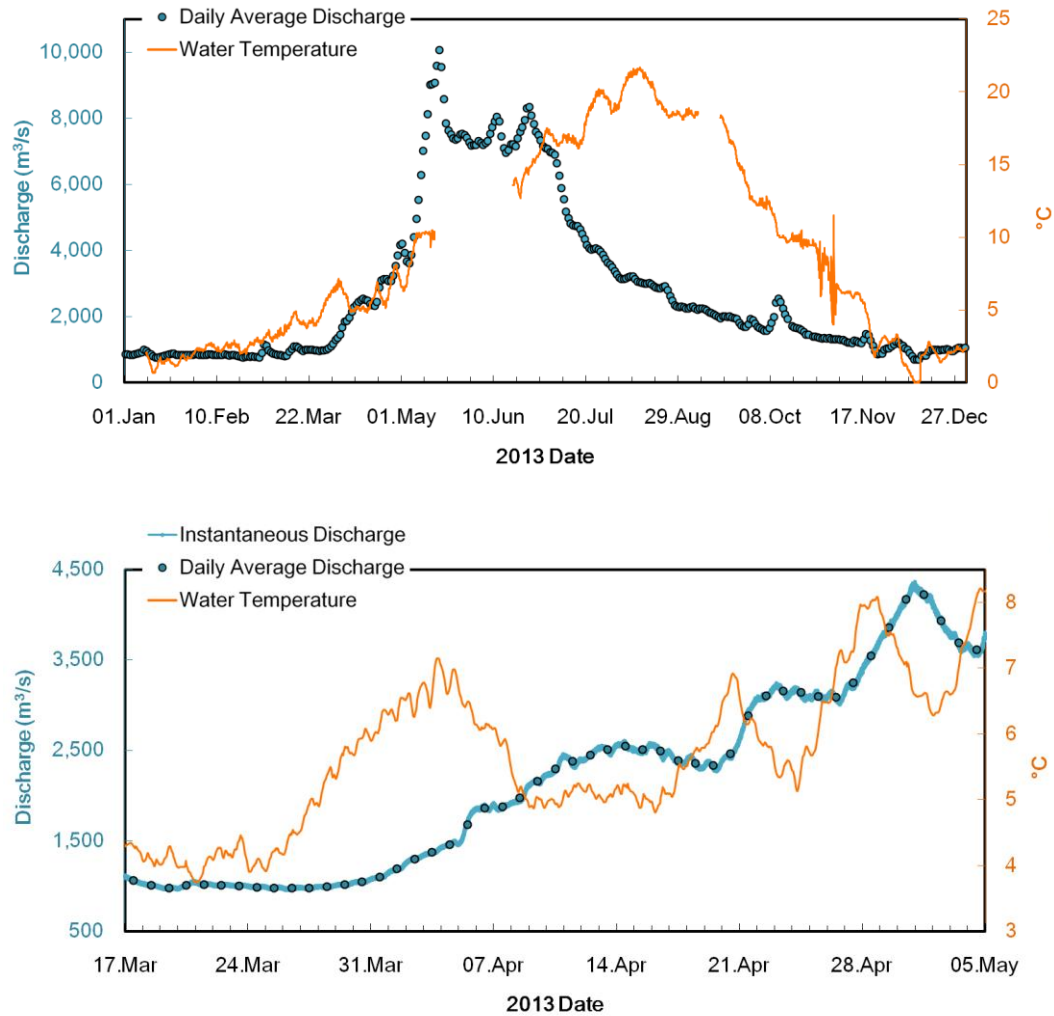 Daily Average Discharge
Water Temperature
25
20
15
10
5
0
10,000
8,000
6,000
4,000
2,000
0
Discharge (m³/s)
°C
01.Jan 10.Feb 22.Mar 01.May 10.Jun 20.Jul 29.Aug 08.Oct 17.Nov 27.Dec
2013 Date
Instantaneous Discharge
Daily Average Discharge
Water Temperature
4,500
3,500
2,500
1,500
500
Discharge (m³/s)
8
7
6
5
4
3
°C
17.Mar 24.Mar 31.Mar 07.Apr 14.Apr 21.Apr 28.Apr 05.May
2013 Date